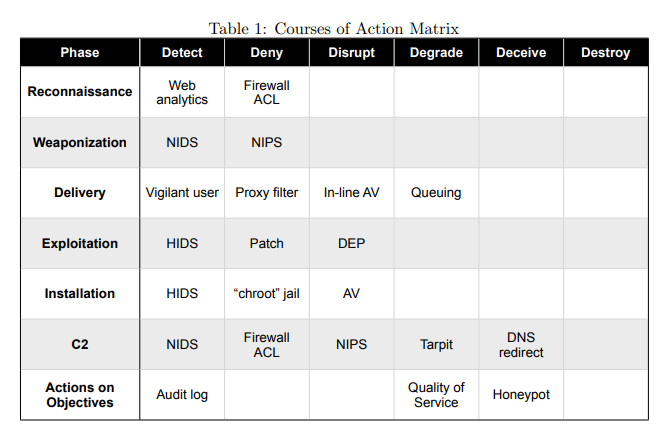 Table 1: Courses of Action Matrix
Phase Detect Deny Disrupt Degrade Deceive Destroy
Reconnaissance Web analytics Firewall ACL
Weaponization NIDS NIPS
Delivery Vigilant user Proxy filter In-line AV Queuing
Exploitation HIDS Patch DEP
Installation HIDS “chroot” jail AV
C2 NIDS Firewall ACL NIPS Tarpit DNS redirect
Actions on Objectives Audit log Quality of Service Honeypot